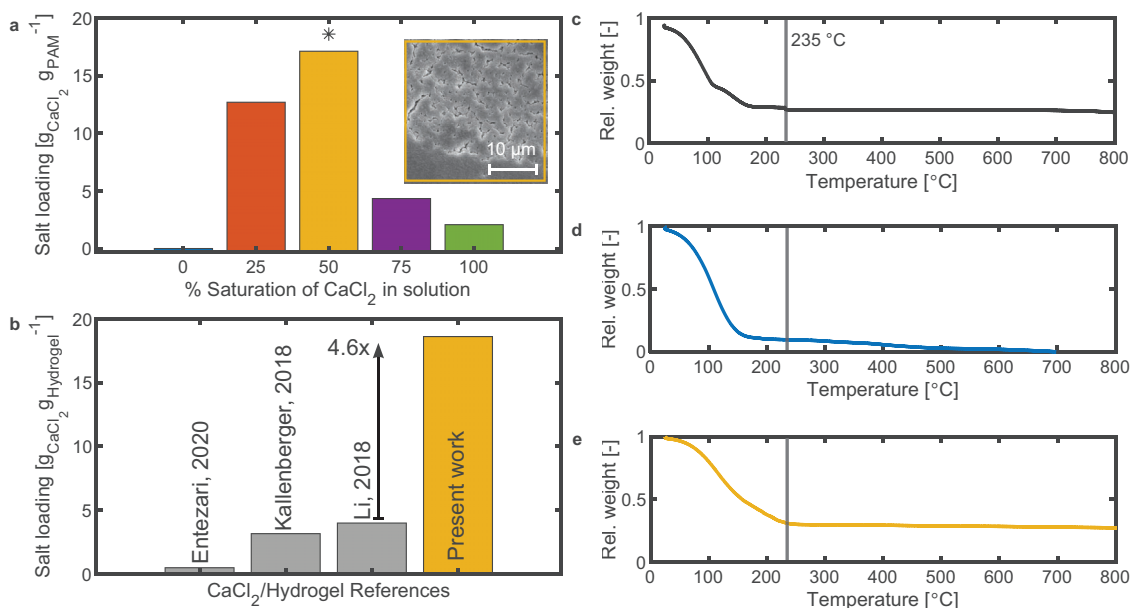 a
Salt loading [g_CaCl₂ g_PAM⁻¹]
20
15
10
5
0
*
10 µm
0 25 50 75 100
% Saturation of CaCl₂ in solution
b
Salt loading [g_CaCl₂ g_Hydrogel⁻¹]
20
15
10
5
0
Entezari, 2020
Kallenberger, 2018
Li, 2018
4.6x
Present work
CaCl₂/Hydrogel References
c
Rel. weight [-]
1
0.5
0
235 °C
0 100 200 300 400 500 600 700 800
Temperature [°C]
d
Rel. weight [-]
1
0.5
0
0 100 200 300 400 500 600 700 800
Temperature [°C]
e
Rel. weight [-]
1
0.5
0
0 100 200 300 400 500 600 700 800
Temperature [°C]